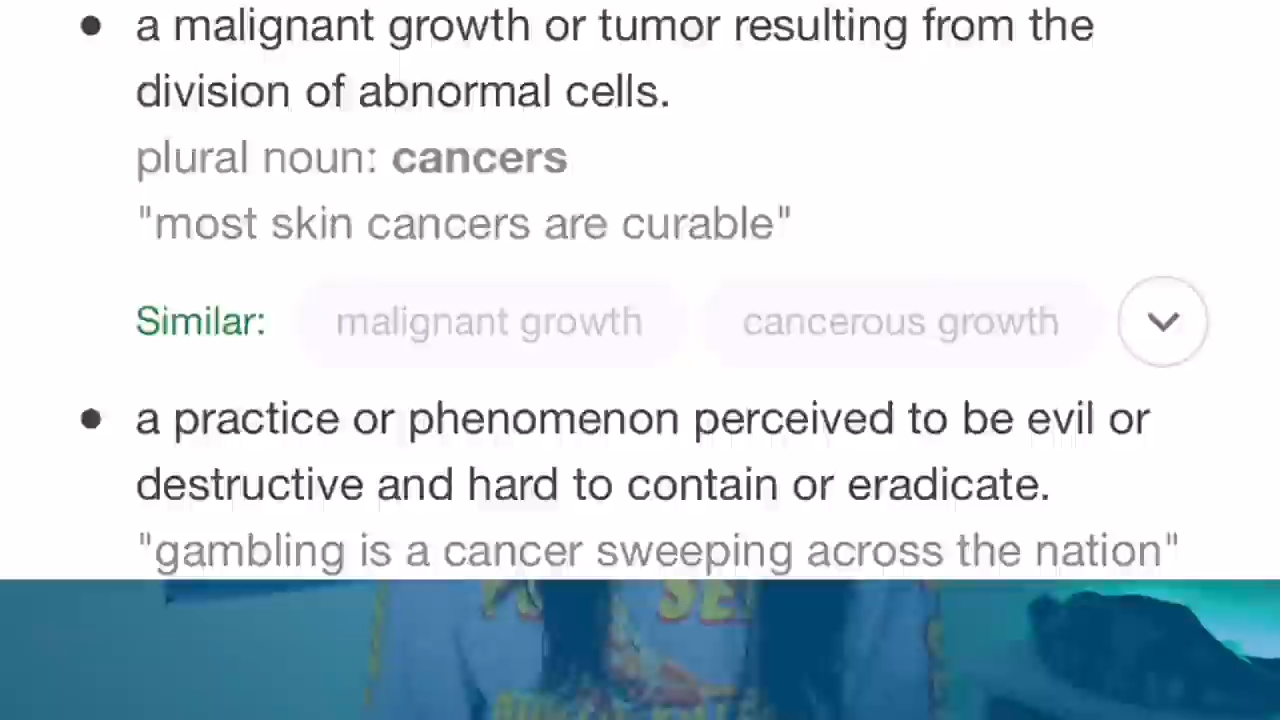 a malignant growth or tumor resulting from the
division of abnormal cells.
plural noun: cancers
"most skin cancers are curable"
Similar: malignant growth cancerous growth
a practice or phenomenon perceived to be evil or
destructive and hard to contain or eradicate.
"gambling is a cancer sweeping across the nation"